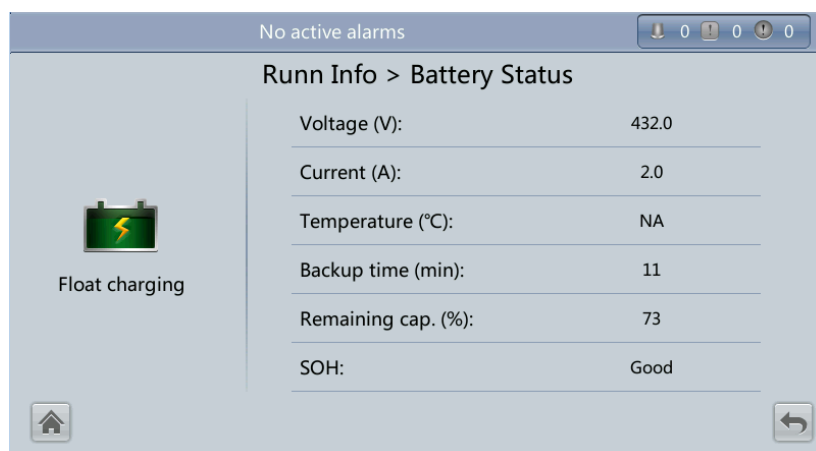 No active alarms 0 0 0
Runn Info > Battery Status
Voltage (V): 432.0
Current (A): 2.0
Temperature (℃): NA
Backup time (min): 11
Float charging
Remaining cap. (%): 73
SOH: Good